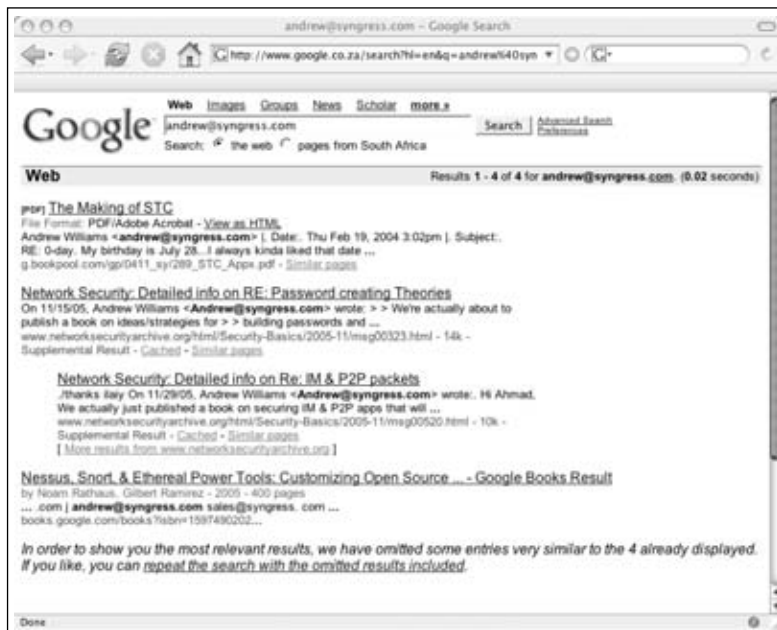 andrew@syngress.com – Google Search
http://www.google.co.za/search?hl=en&q=andrew%40syn
G
Web Images Groups News Scholar more »
Google
andrew@syngress.com
Search
Advanced Search
Preferences
Search: the web pages from South Africa
Web
Results 1 - 4 of 4 for andrew@syngress.com. (0.02 seconds)
[PDF] The Making of STC
File Format: PDF/Adobe Acrobat - View as HTML
Andrew Williams <andrew@syngress.com> |. Date:. Thu Feb 19, 2004 3:02pm |. Subject:.
RE: 0-day. My birthday is July 28...I always kinda liked that date ...
g.bookpool.com/gp/0411_sy/289_STC_Appx.pdf - Similar pages
Network Security: Detailed info on RE: Password creating Theories
On 11/15/05, Andrew Williams <Andrew@syngress.com> wrote: > > We're actually about to
publish a book on ideas/strategies for > > building passwords and ...
www.networksecurityarchive.org/html/Security-Basics/2005-11/msg00323.html - 14k -
Supplemental Result - Cached - Similar pages
Network Security: Detailed info on Re: IM & P2P packets
./thanks ilaiy On 11/29/05, Andrew Williams <Andrew@syngress.com> wrote:. Hi Ahmad,
We actually just published a book on securing IM & P2P apps that will ...
www.networksecurityarchive.org/html/Security-Basics/2005-11/msg00520.html - 10k -
Supplemental Result - Cached - Similar pages
[ More results from www.networksecurityarchive.org ]
Nessus, Snort, & Ethereal Power Tools: Customizing Open Source ... - Google Books Result
by Noam Rathaus, Gilbert Ramirez - 2005 - 400 pages
... .com j andrew@syngress.com sales@syngress. com ...
books.google.com/books?isbn=1597490202...
In order to show you the most relevant results, we have omitted some entries very similar to the 4 already displayed.
If you like, you can repeat the search with the omitted results included.
Done